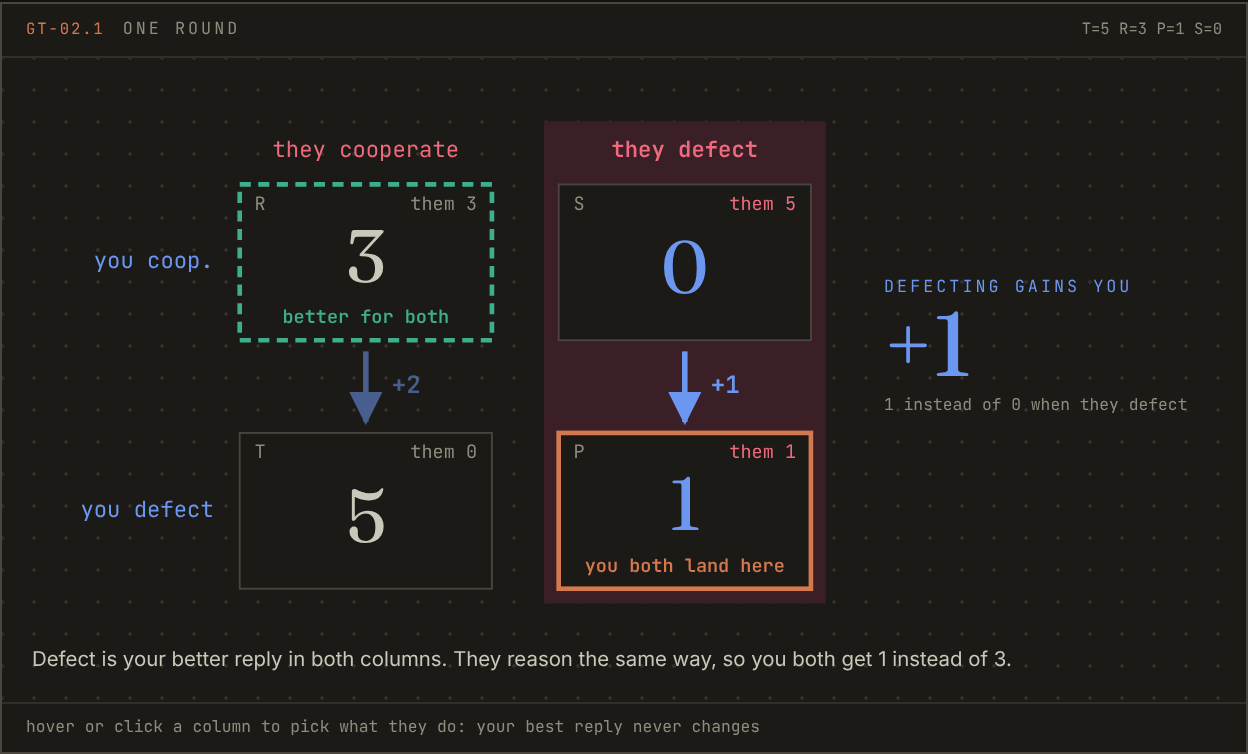 GT-02.1 ONE ROUND
T=5 R=3 P=1 S=0
they cooperate
they defect
R them 3
3
better for both
S them 5
0
you coop.
+2
+1
T them 0
5
P them 1
1
you both land here
you defect
DEFECTING GAINS YOU
+1
1 instead of 0 when they defect
Defect is your better reply in both columns. They reason the same way, so you both get 1 instead of 3.
hover or click a column to pick what they do: your best reply never changes